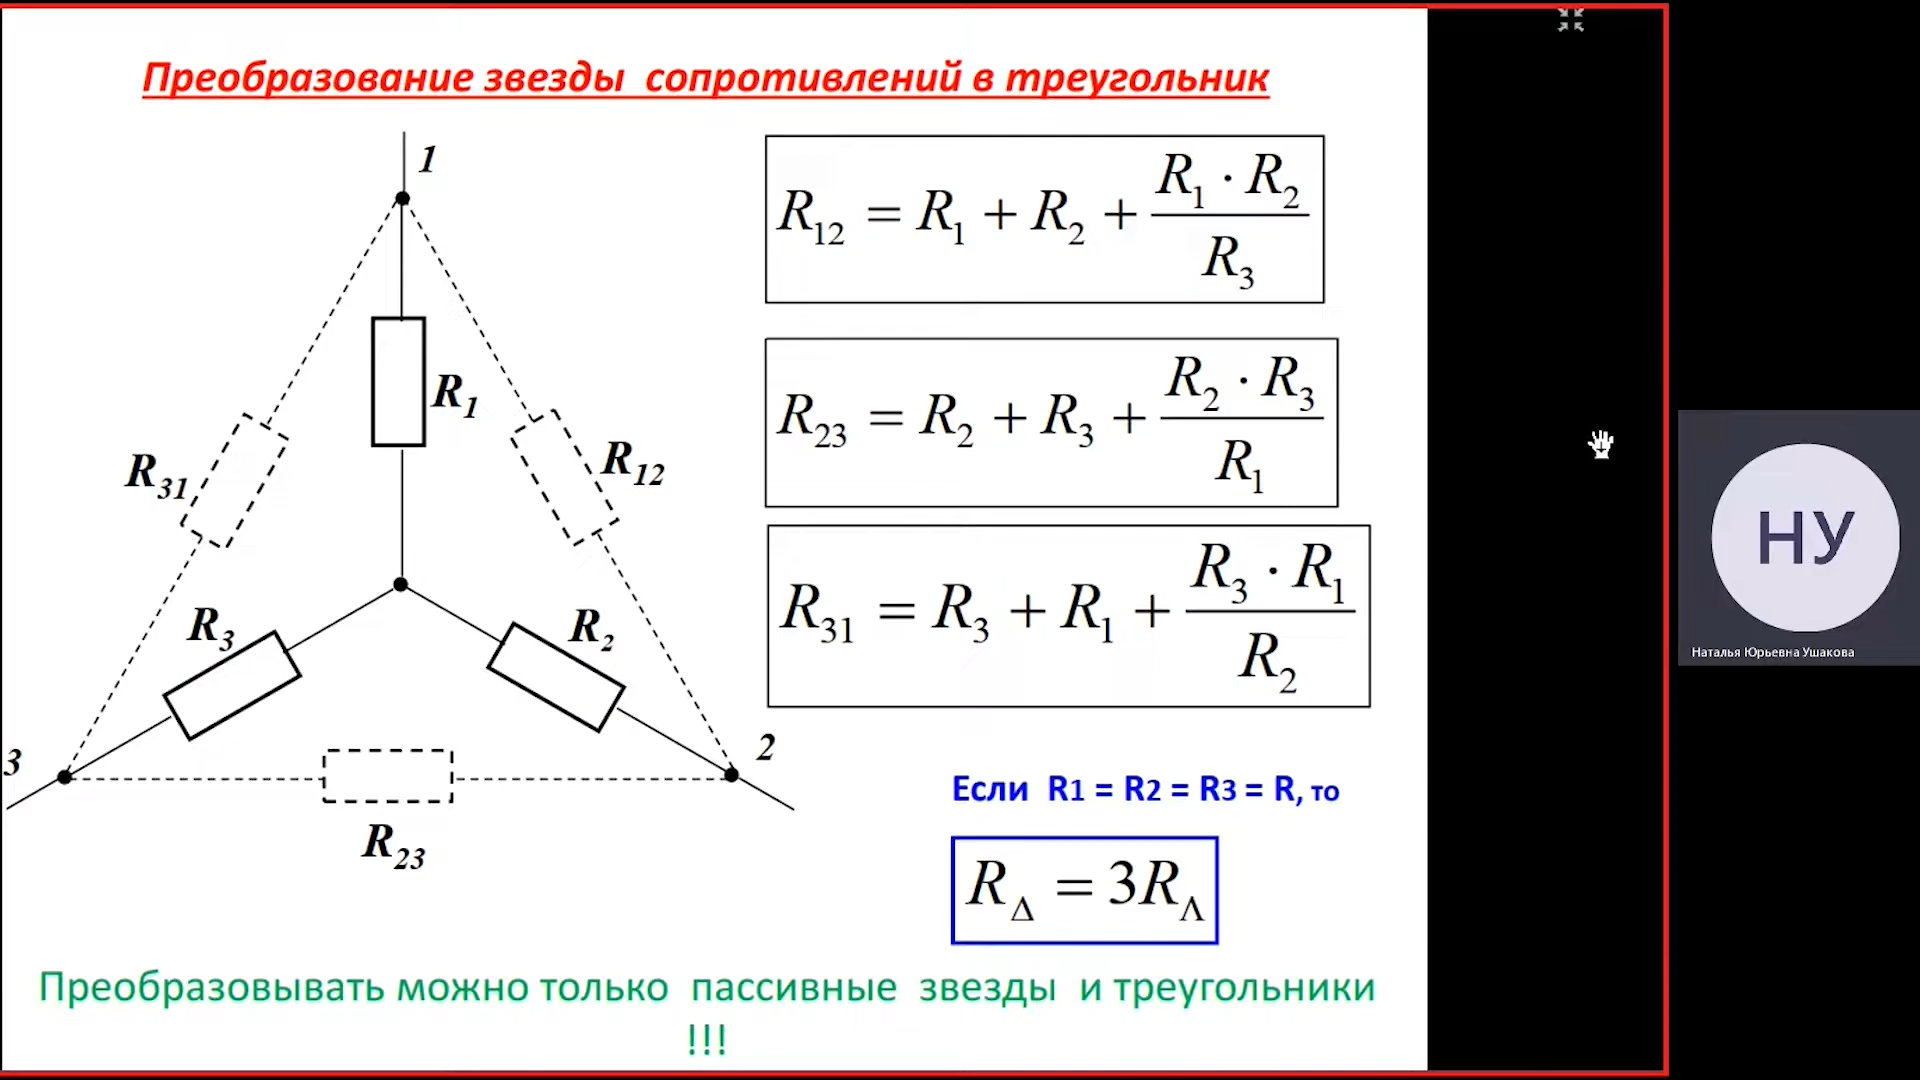 Преобразование звезды сопротивлений в треугольник
1
R1
R31
R12
R3
R2
3
2
R23
R12 = R1 + R2 + R1 · R2 / R3
R23 = R2 + R3 + R2 · R3 / R1
R31 = R3 + R1 + R3 · R1 / R2
Если R1 = R2 = R3 = R, то
RΔ = 3RΛ
Преобразовывать можно только пассивные звезды и треугольники
!!!
НУ
Наталья Юрьевна Ушакова